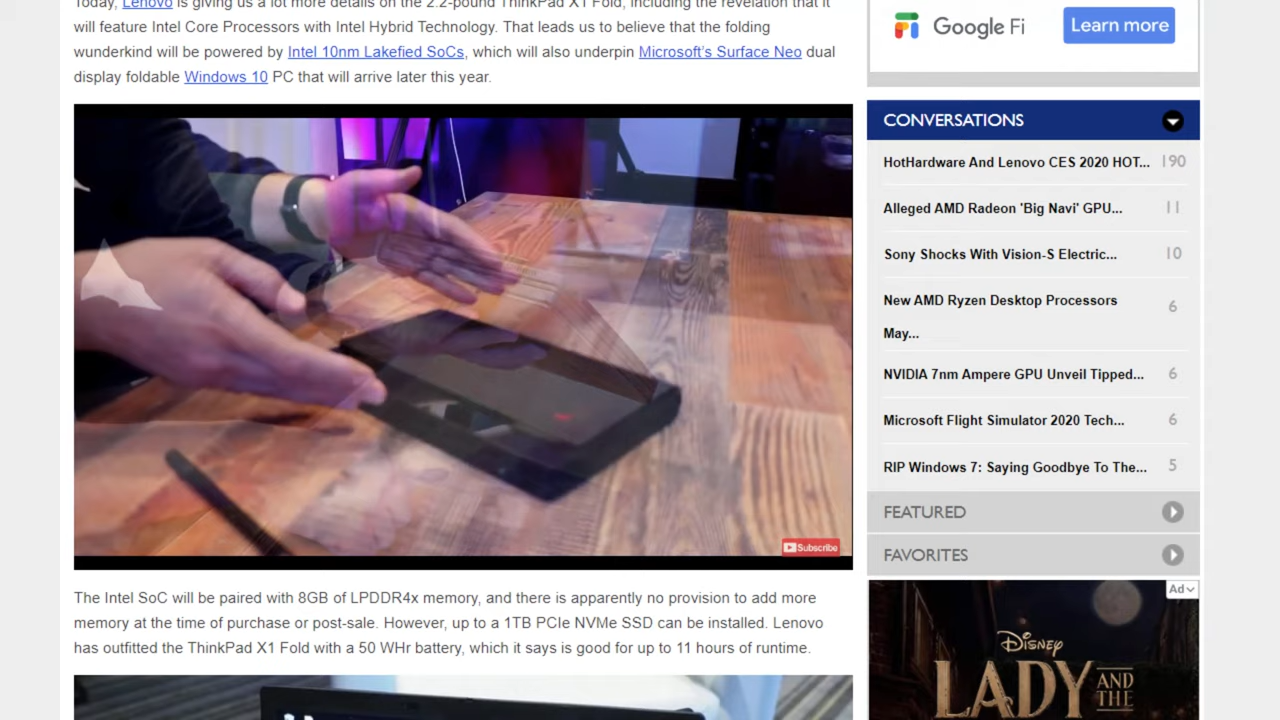 Today, Lenovo is giving us a lot more details on the 2.2-pound ThinkPad X1 Fold, including the revelation that it
will feature Intel Core Processors with Intel Hybrid Technology. That leads us to believe that the folding
wunderkind will be powered by Intel 10nm Lakefied SoCs, which will also underpin Microsoft's Surface Neo dual
display foldable Windows 10 PC that will arrive later this year.
Subscribe
The Intel SoC will be paired with 8GB of LPDDR4x memory, and there is apparently no provision to add more
memory at the time of purchase or post-sale. However, up to a 1TB PCIe NVMe SSD can be installed. Lenovo
has outfitted the ThinkPad X1 Fold with a 50 WHr battery, which it says is good for up to 11 hours of runtime.
Google Fi
Learn more
CONVERSATIONS
HotHardware And Lenovo CES 2020 HOT... 190
Alleged AMD Radeon 'Big Navi' GPU... 11
Sony Shocks With Vision-S Electric... 10
New AMD Ryzen Desktop Processors 6
May...
NVIDIA 7nm Ampere GPU Unveil Tipped... 6
Microsoft Flight Simulator 2020 Tech... 6
RIP Windows 7: Saying Goodbye To The... 5
FEATURED
FAVORITES
Ad
Disney
LADY AND
THE